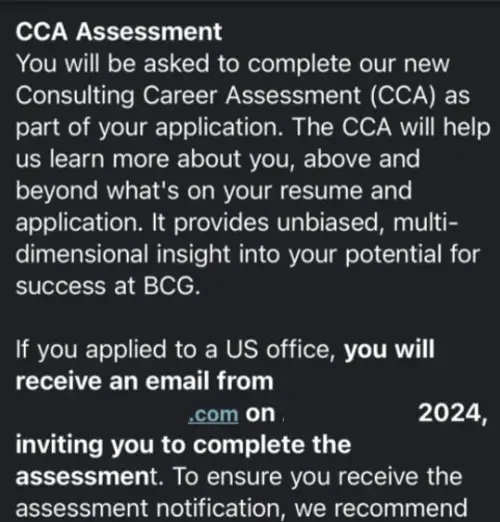 CCA Assessment
You will be asked to complete our new
Consulting Career Assessment (CCA) as
part of your application. The CCA will help
us learn more about you, above and
beyond what's on your resume and
application. It provides unbiased, multi-
dimensional insight into your potential for
success at BCG.
If you applied to a US office, you will
receive an email from
.com on 2024,
inviting you to complete the
assessment. To ensure you receive the
assessment notification, we recommend